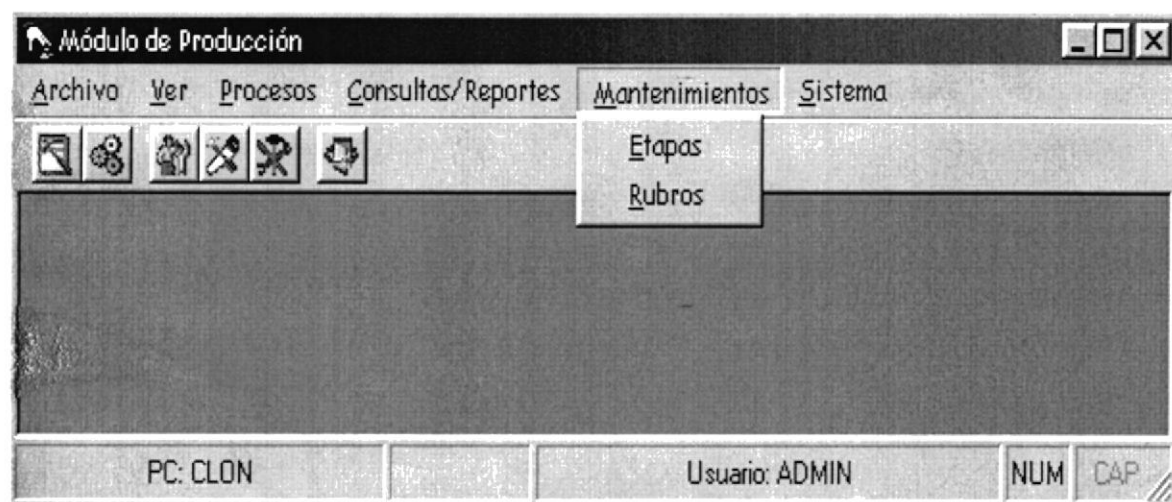 Módulo de Producción
Archivo Ver Procesos Consultas/Reportes Mantenimientos Sistema
Etapas
Rubros
PC: CLON Usuario: ADMIN NUM CAP